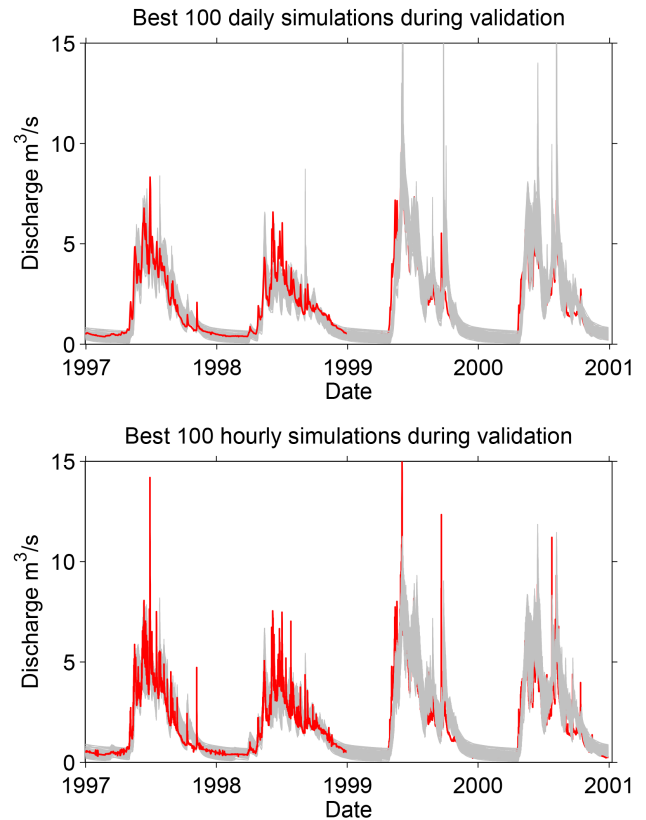 Best 100 daily simulations during validation
15
10
5
0
Discharge m³/s
1997 1998 1999 2000 2001
Date
Best 100 hourly simulations during validation
15
10
5
0
Discharge m³/s
1997 1998 1999 2000 2001
Date